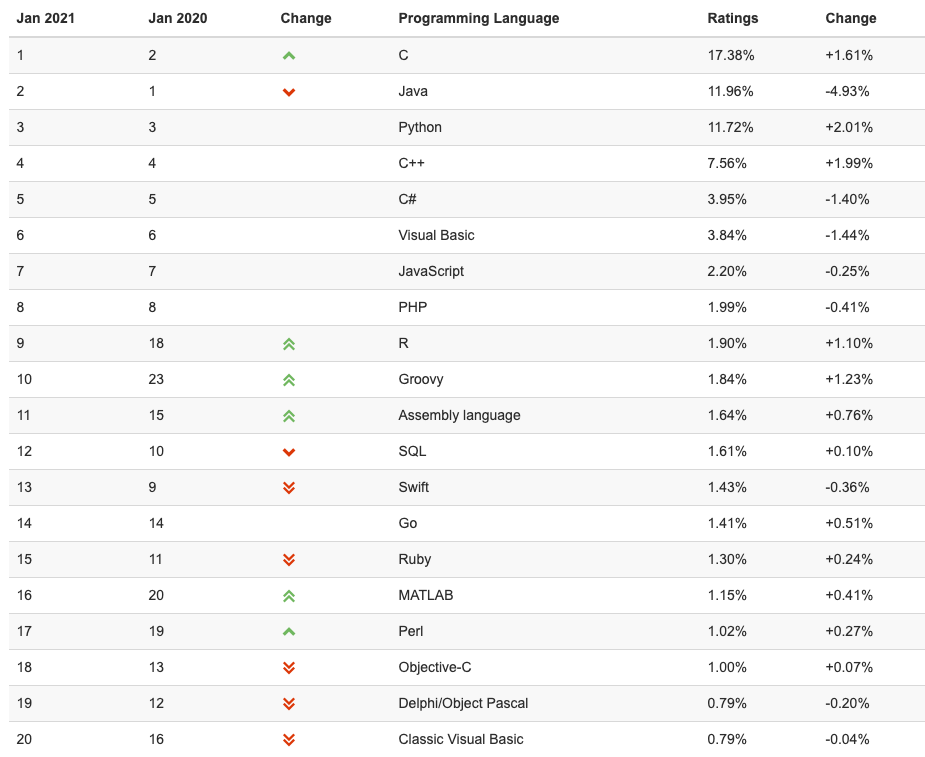 Jan 2021 Jan 2020 Change Programming Language Ratings Change
1 2 C 17.38% +1.61%
2 1 Java 11.96% -4.93%
3 3 Python 11.72% +2.01%
4 4 C++ 7.56% +1.99%
5 5 C# 3.95% -1.40%
6 6 Visual Basic 3.84% -1.44%
7 7 JavaScript 2.20% -0.25%
8 8 PHP 1.99% -0.41%
9 18 R 1.90% +1.10%
10 23 Groovy 1.84% +1.23%
11 15 Assembly language 1.64% +0.76%
12 10 SQL 1.61% +0.10%
13 9 Swift 1.43% -0.36%
14 14 Go 1.41% +0.51%
15 11 Ruby 1.30% +0.24%
16 20 MATLAB 1.15% +0.41%
17 19 Perl 1.02% +0.27%
18 13 Objective-C 1.00% +0.07%
19 12 Delphi/Object Pascal 0.79% -0.20%
20 16 Classic Visual Basic 0.79% -0.04%